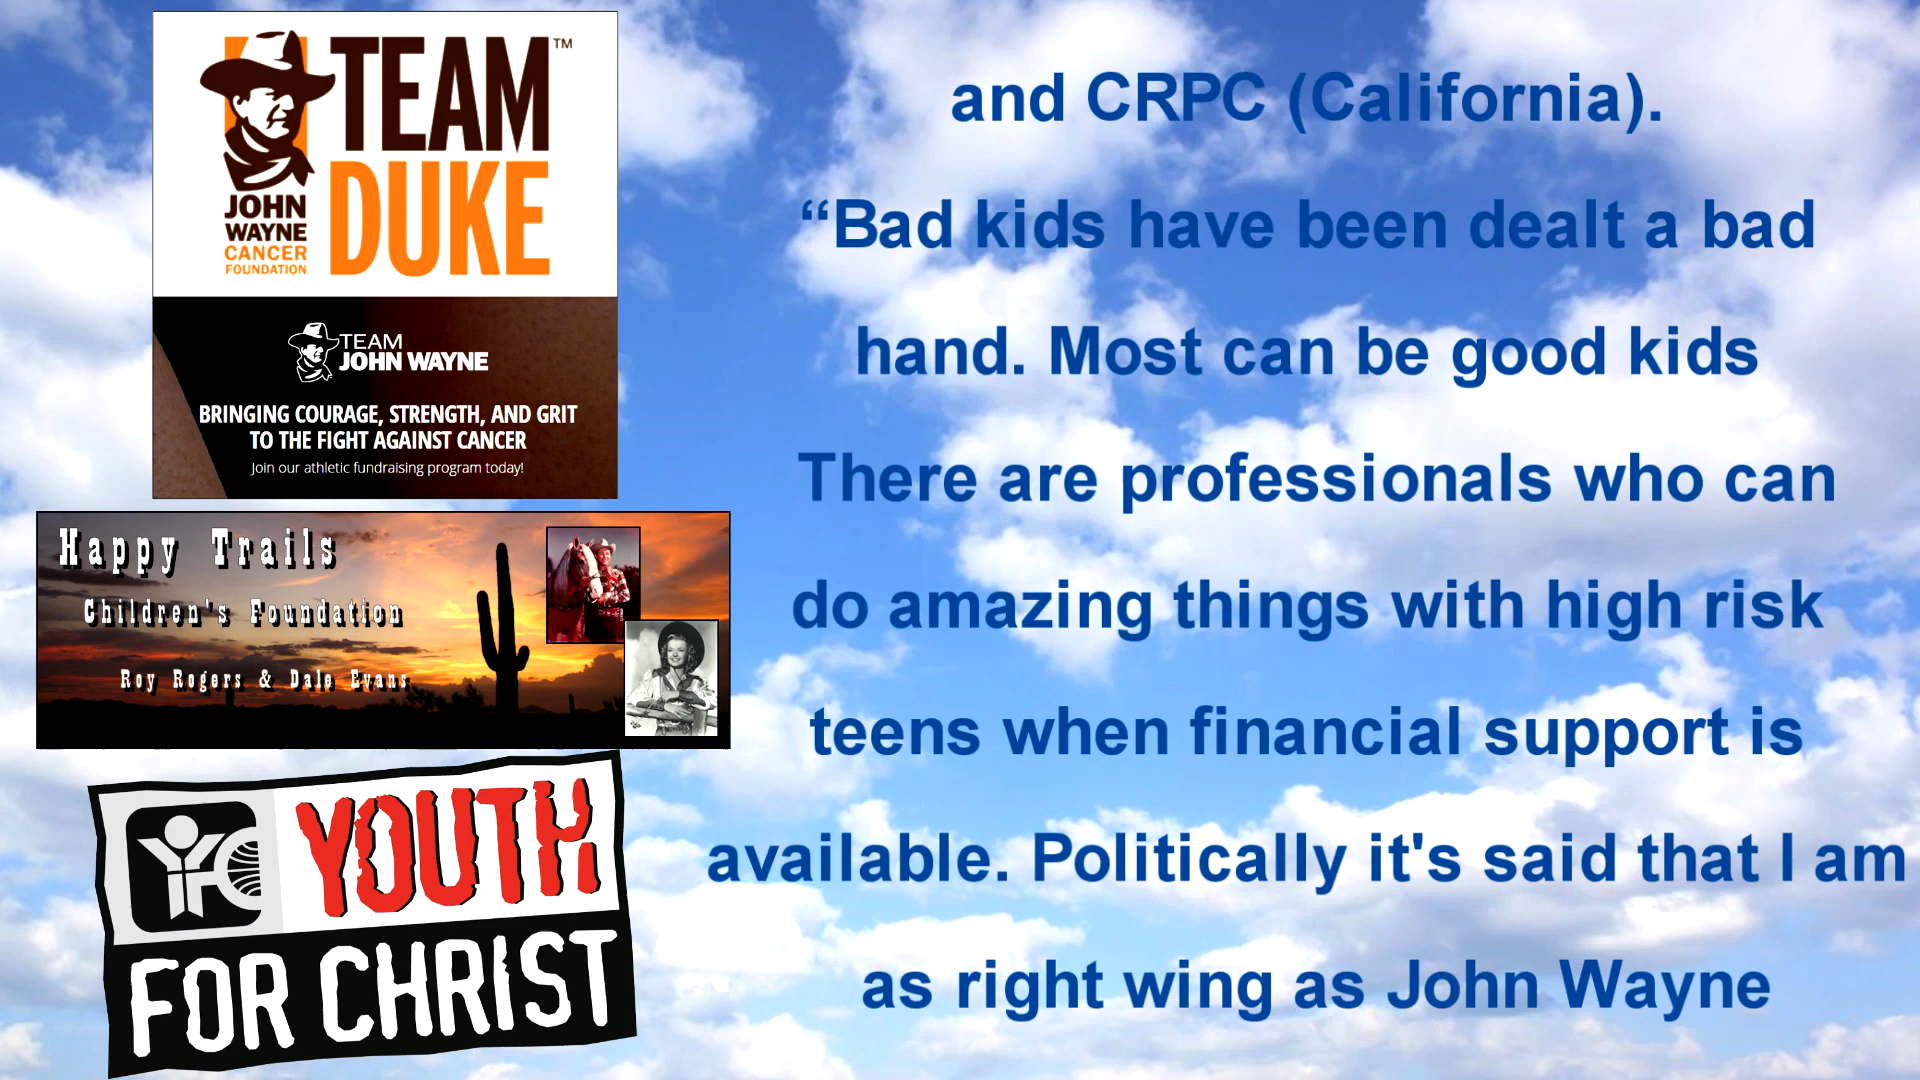 TEAM™
DUKE
JOHN
WAYNE
CANCER
FOUNDATION
TEAM
JOHN WAYNE
BRINGING COURAGE, STRENGTH, AND GRIT
TO THE FIGHT AGAINST CANCER
Join our athletic fundraising program today!
Happy Trails
Children's Foundation
Roy Rogers & Dale Evans
YFC
YOUTH
FOR CHRIST
and CRPC (California).
“Bad kids have been dealt a bad
hand. Most can be good kids
There are professionals who can
do amazing things with high risk
teens when financial support is
available. Politically it's said that I am
as right wing as John Wayne